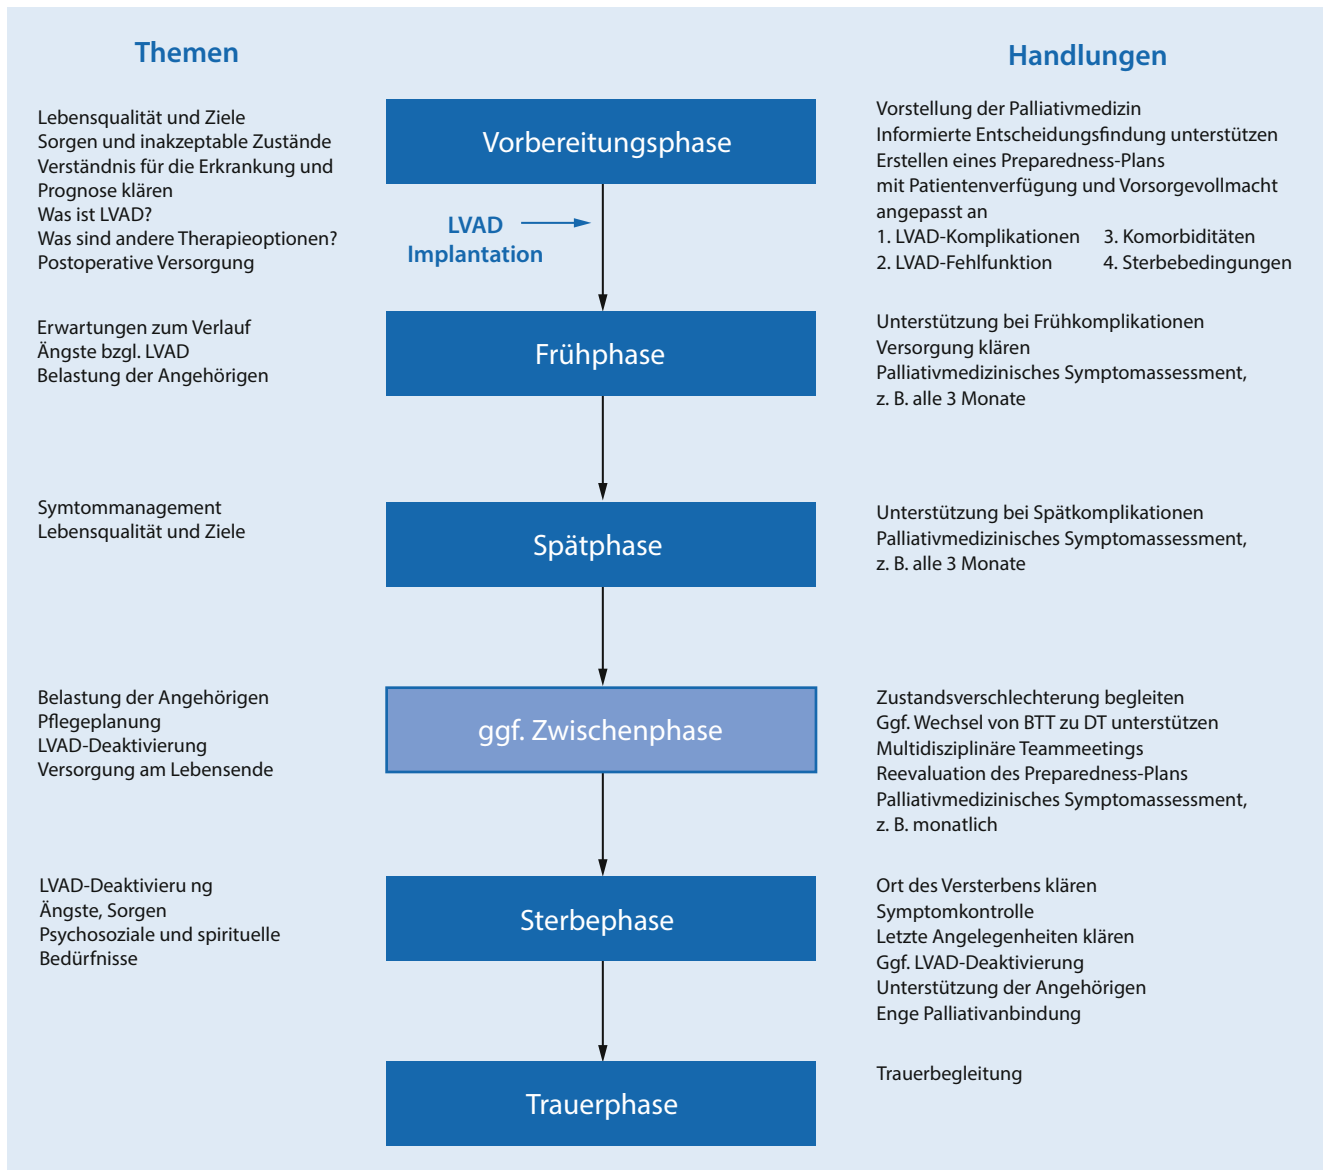 Themen
Handlungen
Lebensqualität und Ziele
Sorgen und inakzeptable Zustände
Verständnis für die Erkrankung und
Prognose klären
Was ist LVAD?
Was sind andere Therapieoptionen?
Postoperative Versorgung
Vorbereitungsphase
Vorstellung der Palliativmedizin
Informierte Entscheidungsfindung unterstützen
Erstellen eines Preparedness-Plans
mit Patientenverfügung und Vorsorgevollmacht
angepasst an
1. LVAD-Komplikationen 3. Komorbiditäten
2. LVAD-Fehlfunktion 4. Sterbebedingungen
LVAD
Implantation
Erwartungen zum Verlauf
Ängste bzgl. LVAD
Belastung der Angehörigen
Frühphase
Unterstützung bei Frühkomplikationen
Versorgung klären
Palliativmedizinisches Symptomassessment,
z. B. alle 3 Monate
Symtommanagement
Lebensqualität und Ziele
Spätphase
Unterstützung bei Spätkomplikationen
Palliativmedizinisches Symptomassessment,
z. B. alle 3 Monate
Belastung der Angehörigen
Pflegeplanung
LVAD-Deaktivierung
Versorgung am Lebensende
ggf. Zwischenphase
Zustandsverschlechterung begleiten
Ggf. Wechsel von BTT zu DT unterstützen
Multidisziplinäre Teammeetings
Reevaluation des Preparedness-Plans
Palliativmedizinisches Symptomassessment,
z. B. monatlich
LVAD-Deaktivieru ng
Ängste, Sorgen
Psychosoziale und spirituelle
Bedürfnisse
Sterbephase
Ort des Versterbens klären
Symptomkontrolle
Letzte Angelegenheiten klären
Ggf. LVAD-Deaktivierung
Unterstützung der Angehörigen
Enge Palliativanbindung
Trauerphase
Trauerbegleitung